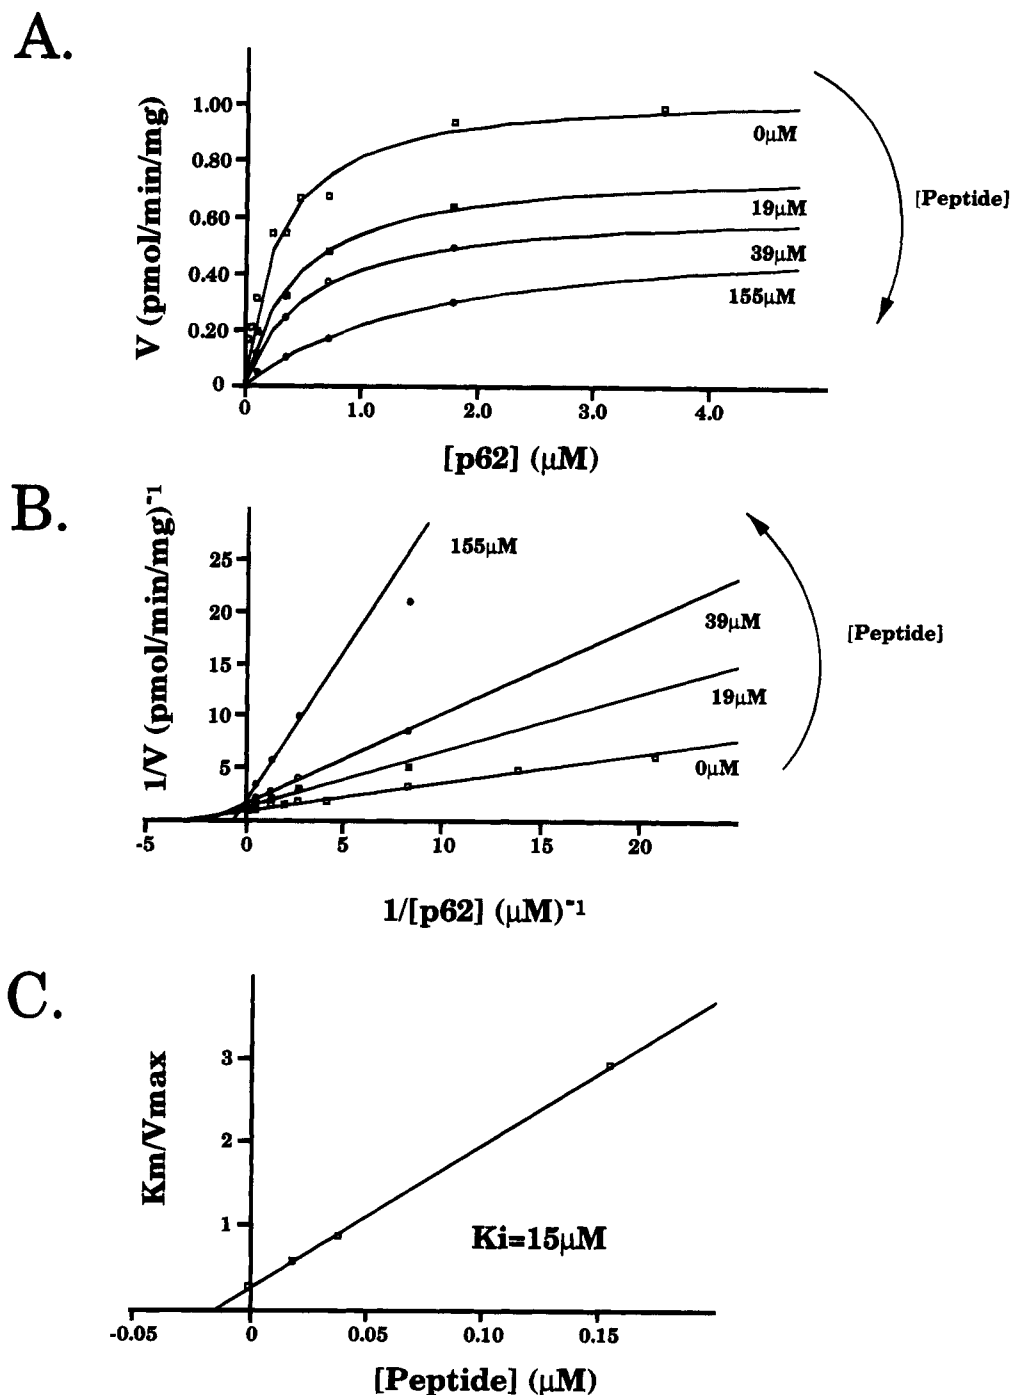 A.
V (pmol/min/mg)
1.00
0.80
0.60
0.40
0.20
0
0
1.0
2.0
3.0
4.0
[p62] (μM)
0μM
19μM
39μM
155μM
[Peptide]
B.
1/V (pmol/min/mg)⁻¹
25
20
15
10
5
-5
0
5
10
15
20
1/[p62] (μM)⁻¹
155μM
39μM
19μM
0μM
[Peptide]
C.
Km/Vmax
3
2
1
Ki=15μM
-0.05
0
0.05
0.10
0.15
[Peptide] (μM)